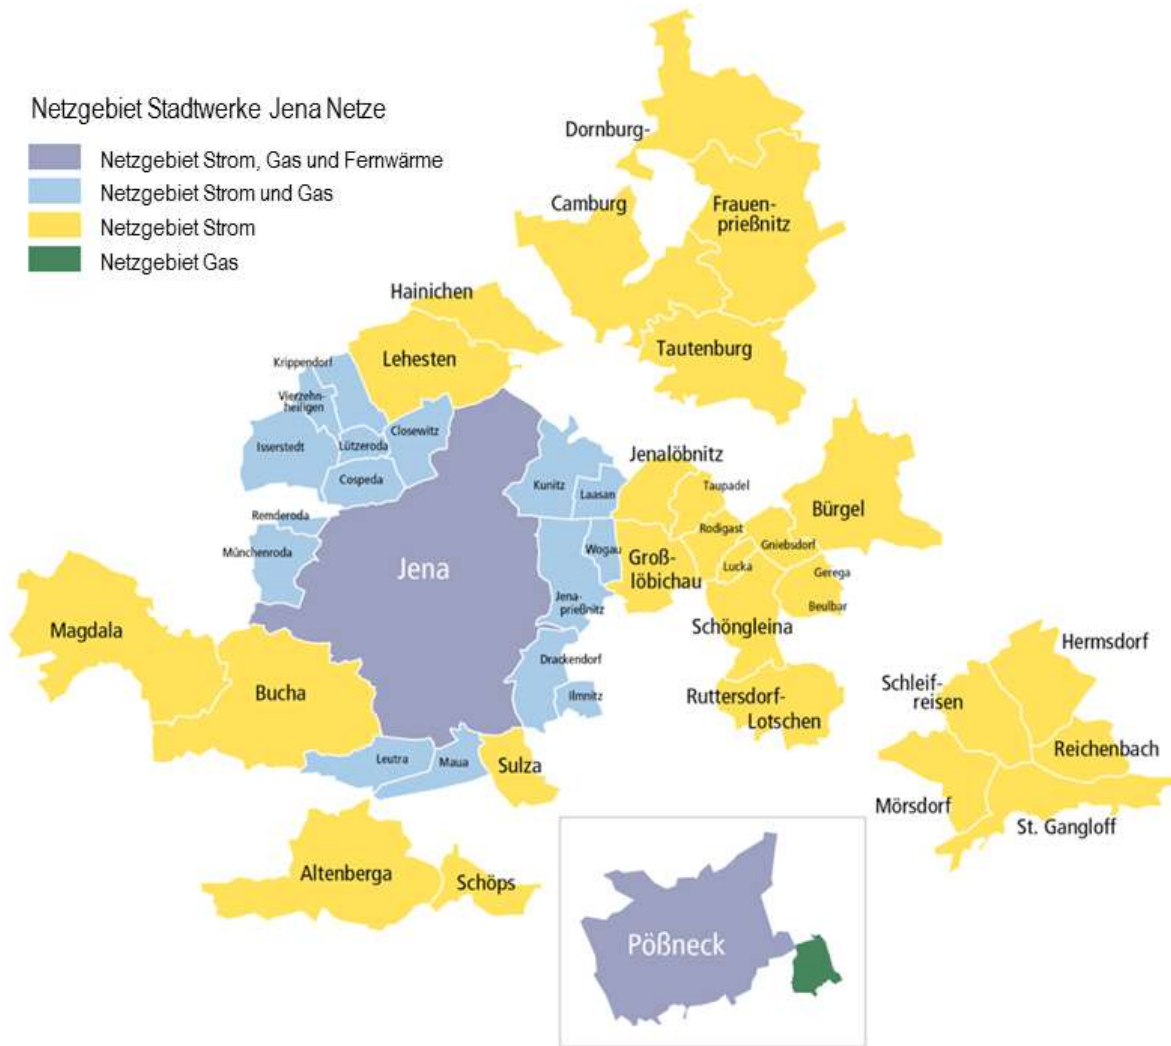 Netzgebiet Stadtwerke Jena Netze
Netzgebiet Strom, Gas und Fernwärme
Netzgebiet Strom und Gas
Netzgebiet Strom
Netzgebiet Gas
Dornburg-
Camburg
Frauen-
prießnitz
Tautenburg
Hainichen
Lehesten
Krippendorf
Vierzehn-
heiligen
Isserstedt
Lützeroda
Closewitz
Cospeda
Remderoda
Münchenroda
Jena
Kunitz
Laasan
Wogau
Jena-
prießnitz
Drackendorf
Ilmnitz
Jenalöbnitz
Taupadel
Rodigast
Groß-
löbichau
Lucka
Gniebsdorf
Bürgel
Gerega
Beulbar
Schöngleina
Ruttersdorf-
Lotschen
Magdala
Bucha
Leutra
Maua
Sulza
Altenberga
Schöps
Hermsdorf
Schleif-
reisen
Reichenbach
Mörsdorf
St. Gangloff
Pößneck